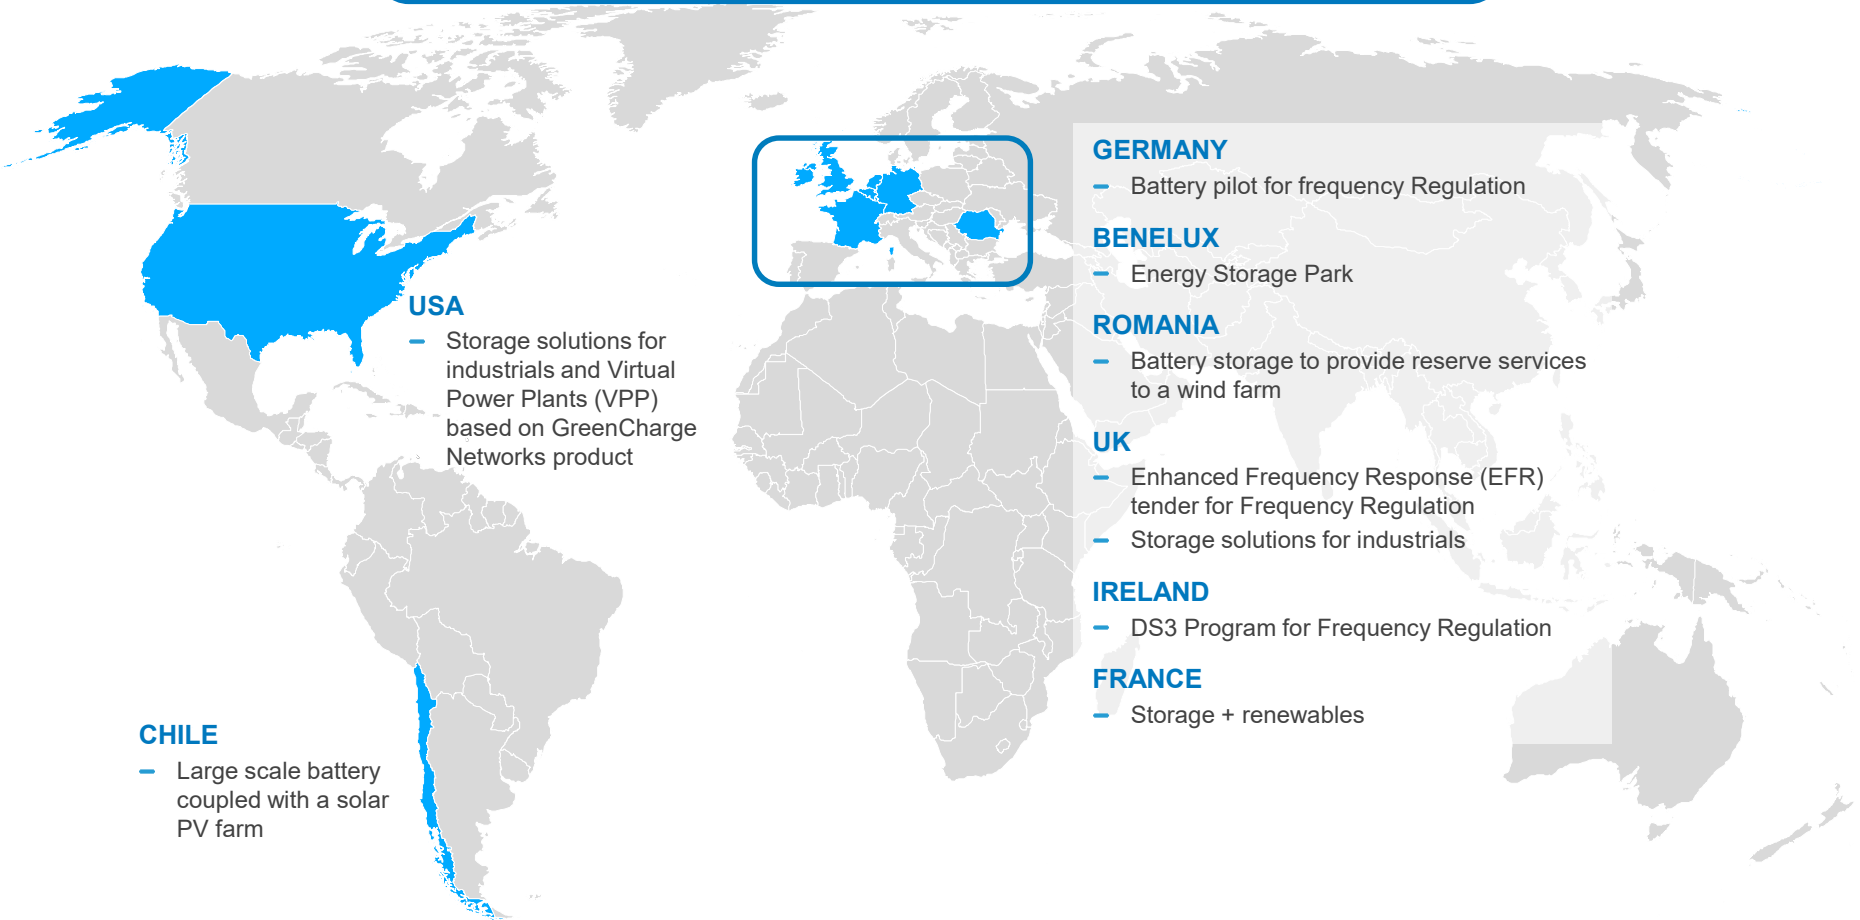 USA
– Storage solutions for
industrials and Virtual
Power Plants (VPP)
based on GreenCharge
Networks product
CHILE
– Large scale battery
coupled with a solar
PV farm
GERMANY
– Battery pilot for frequency Regulation
BENELUX
– Energy Storage Park
ROMANIA
– Battery storage to provide reserve services
to a wind farm
UK
– Enhanced Frequency Response (EFR)
tender for Frequency Regulation
– Storage solutions for industrials
IRELAND
– DS3 Program for Frequency Regulation
FRANCE
– Storage + renewables